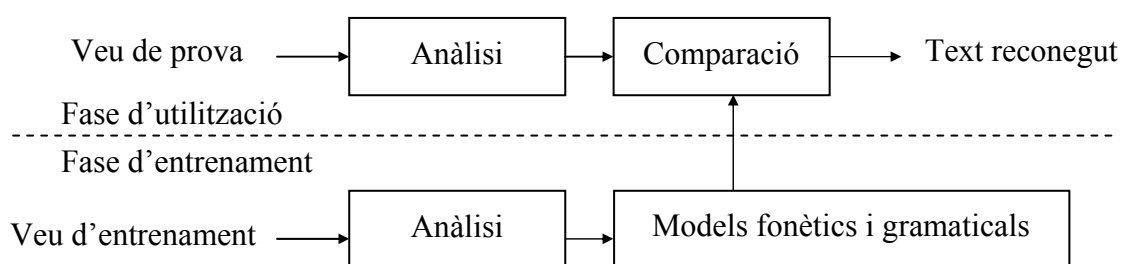 Veu de prova Anàlisi Comparació Text reconegut
Fase d’utilització
Fase d’entrenament
Veu d’entrenament Anàlisi Models fonètics i gramaticals